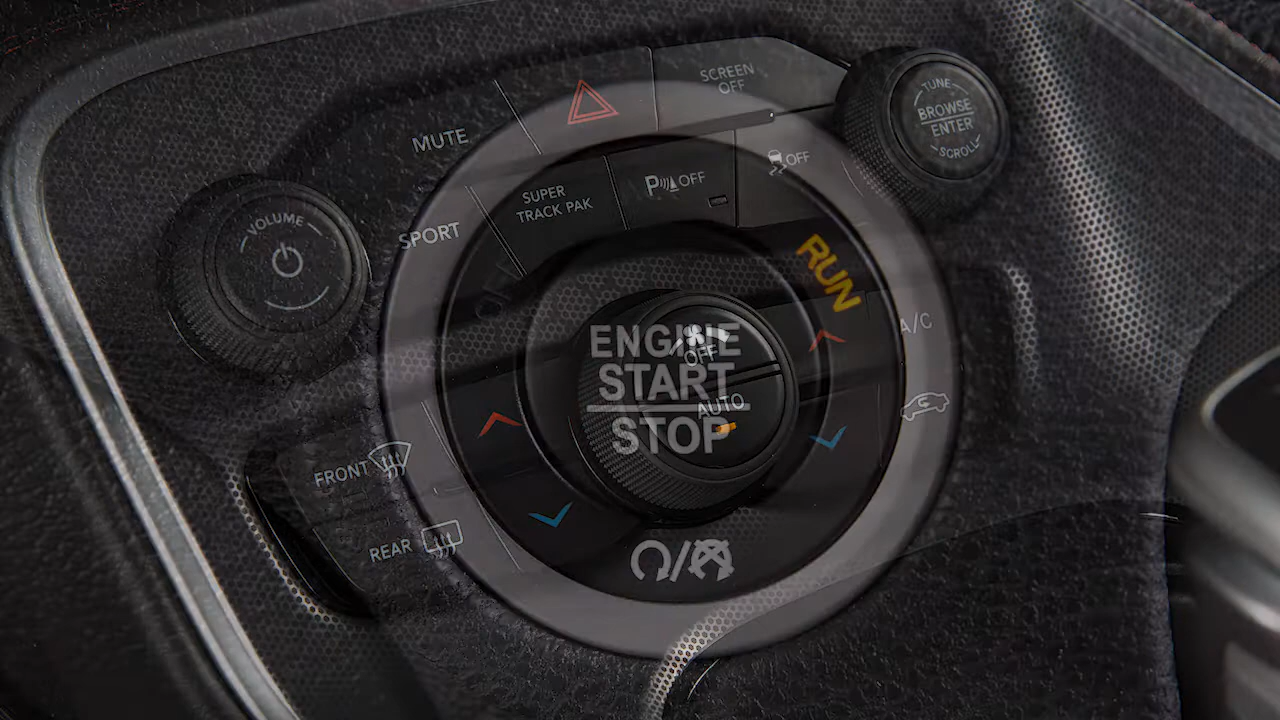 SCREEN
OFF
TUNE
BROWSE
ENTER
SCROLL
MUTE
OFF
P OFF
SUPER
TRACK PAK
VOLUME
SPORT
RUN
A/C
ENGINE
START
STOP
OFF
AUTO
FRONT
REAR